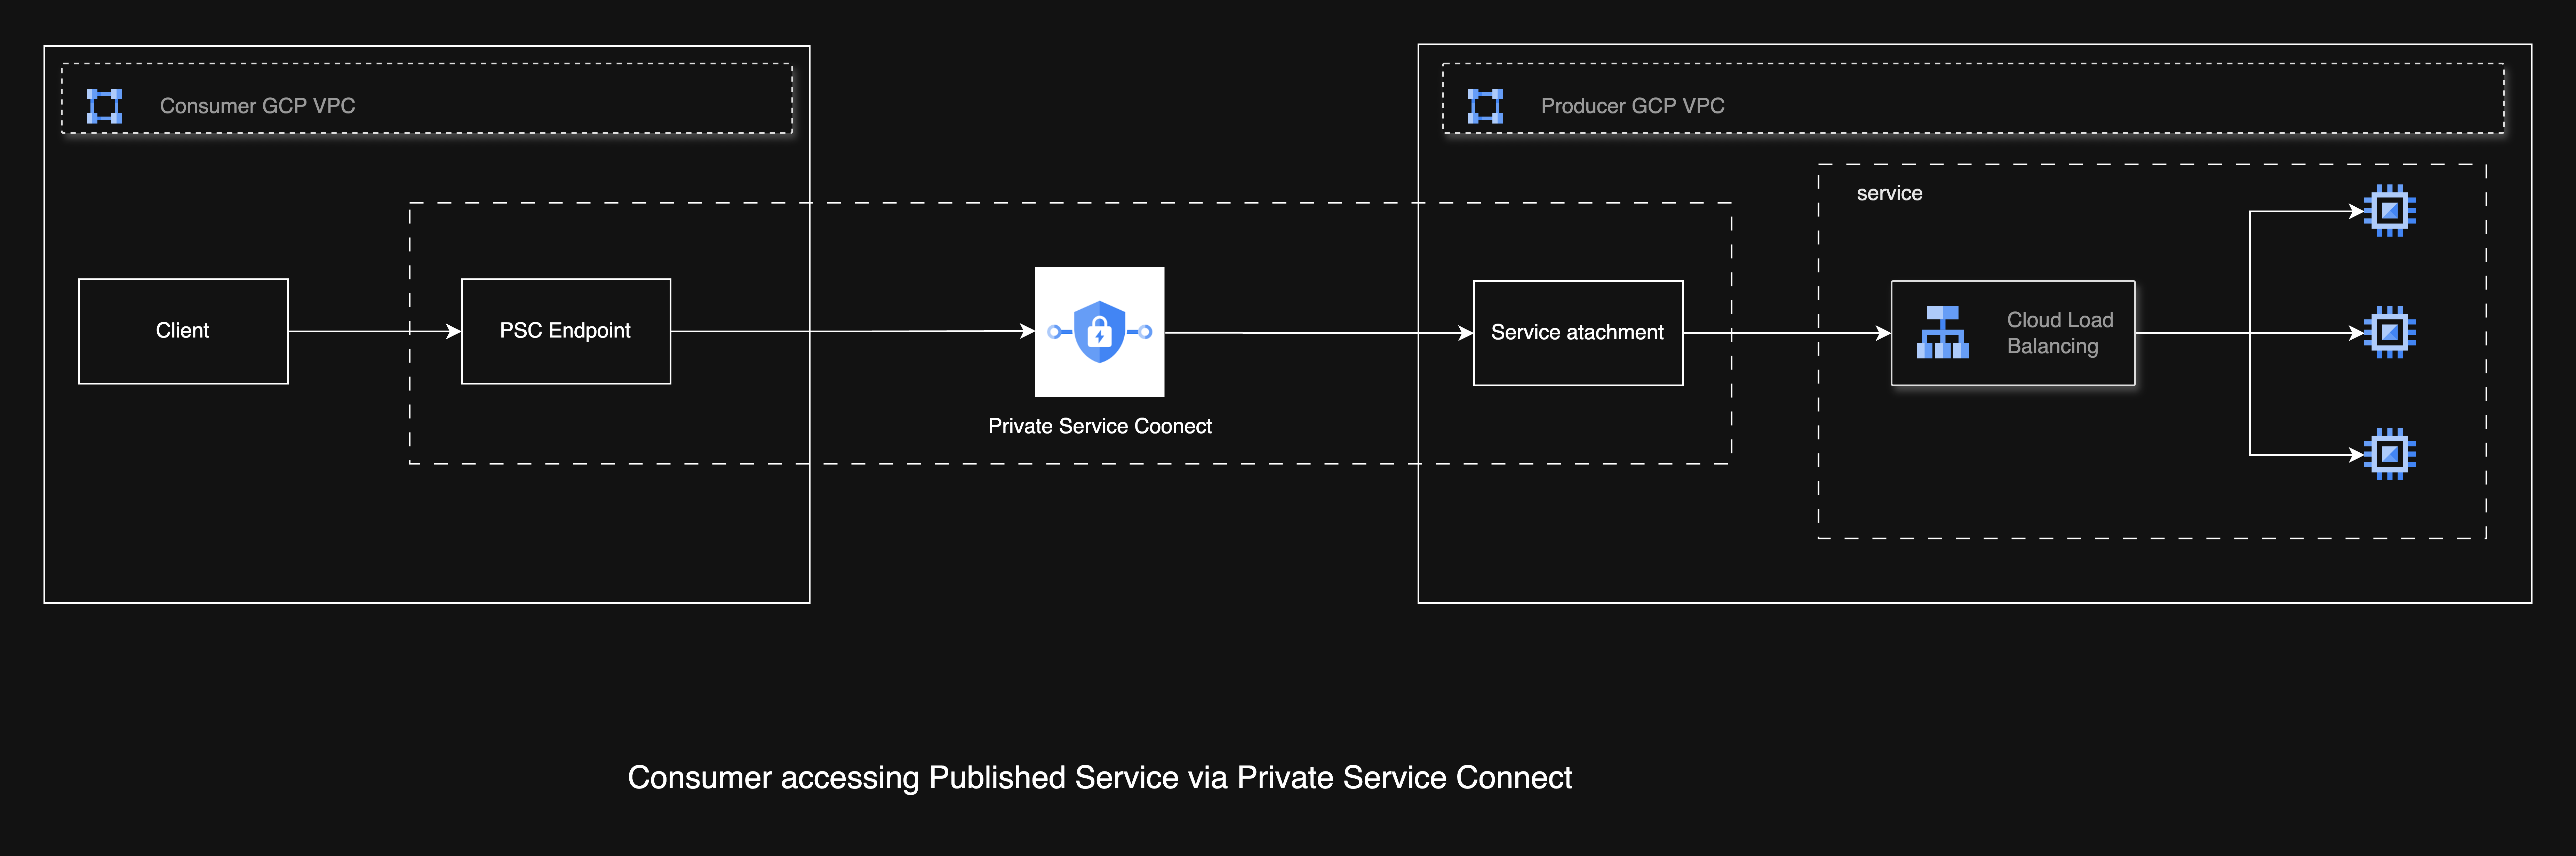 Consumer GCP VPC
Producer GCP VPC
service
Client
PSC Endpoint
Private Service Coonect
Service atachment
Cloud Load
Balancing
Consumer accessing Published Service via Private Service Connect